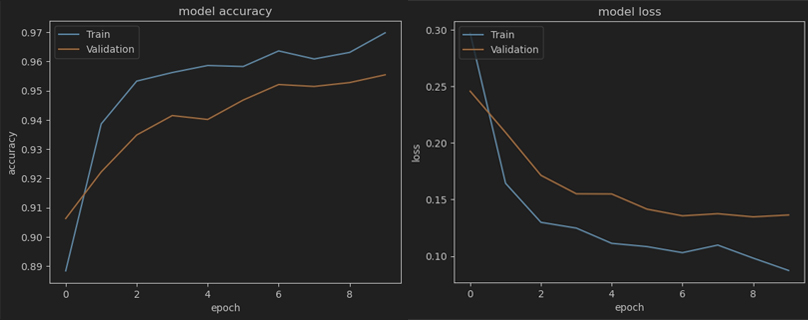 model accuracy
Train
Validation
0.97
0.96
0.95
0.94
0.93
0.92
0.91
0.90
0.89
accuracy
0 2 4 6 8
epoch
model loss
Train
Validation
0.30
0.25
0.20
0.15
0.10
loss
0 2 4 6 8
epoch